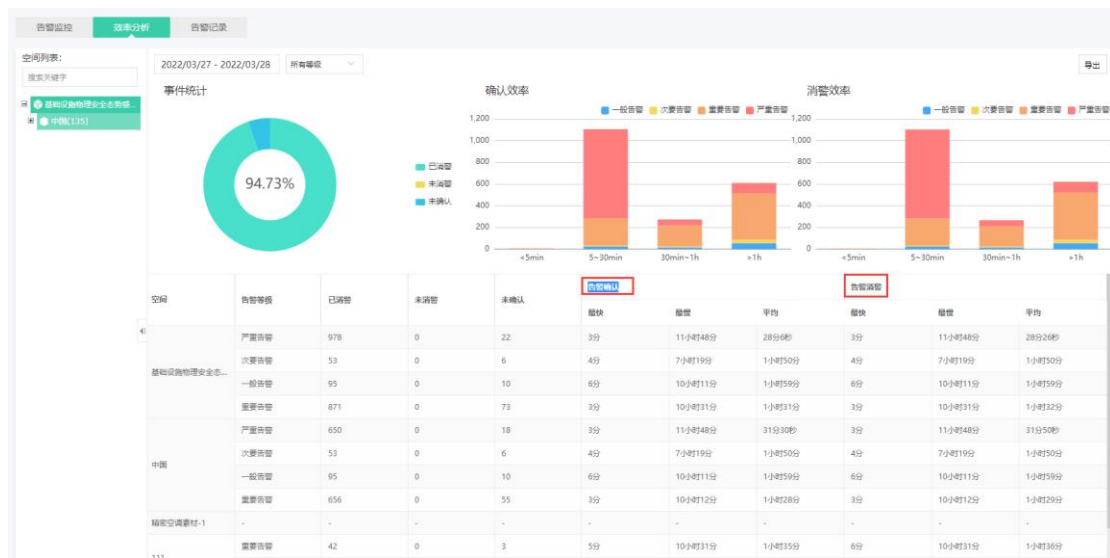 告警监控 效率分析 告警记录
空间列表:
搜索关键字
基础设施物理安全态势感...
中国[135]
2022/03/27 - 2022/03/28 所有等级 导出
事件统计
94.73%
已消警
未消警
未确认
确认效率
一般告警 次要告警 重要告警 严重告警
1,200
1,000
800
600
400
200
0
<5min 5~30min 30min~1h >1h
消警效率
一般告警 次要告警 重要告警 严重告警
1,200
1,000
800
600
400
200
0
<5min 5~30min 30min~1h >1h
空间 告警等级 已消警 未消警 未确认 告警确认 告警消警
最快 最慢 平均 最快 最慢 平均
基础设施物理安全态...
严重告警 978 0 22 3分 11小时48分 28分6秒 3分 11小时48分 28分26秒
次要告警 53 0 6 4分 7小时19分 1小时50分 4分 7小时19分 1小时50分
一般告警 95 0 10 6分 10小时11分 1小时59分 6分 10小时11分 1小时59分
重要告警 871 0 73 3分 10小时31分 1小时31分 3分 10小时31分 1小时32分
中国
严重告警 650 0 18 3分 11小时48分 31分30秒 3分 11小时48分 31分50秒
次要告警 53 0 6 4分 7小时19分 1小时50分 4分 7小时19分 1小时50分
一般告警 95 0 10 6分 10小时11分 1小时59分 6分 10小时11分 1小时59分
重要告警 656 0 55 3分 10小时12分 1小时28分 3分 10小时12分 1小时29分
精密空调素材-1 - - - - - - - - - -
111
重要告警 42 0 3 5分 10小时31分 1小时35分 6分 10小时31分 1小时36分